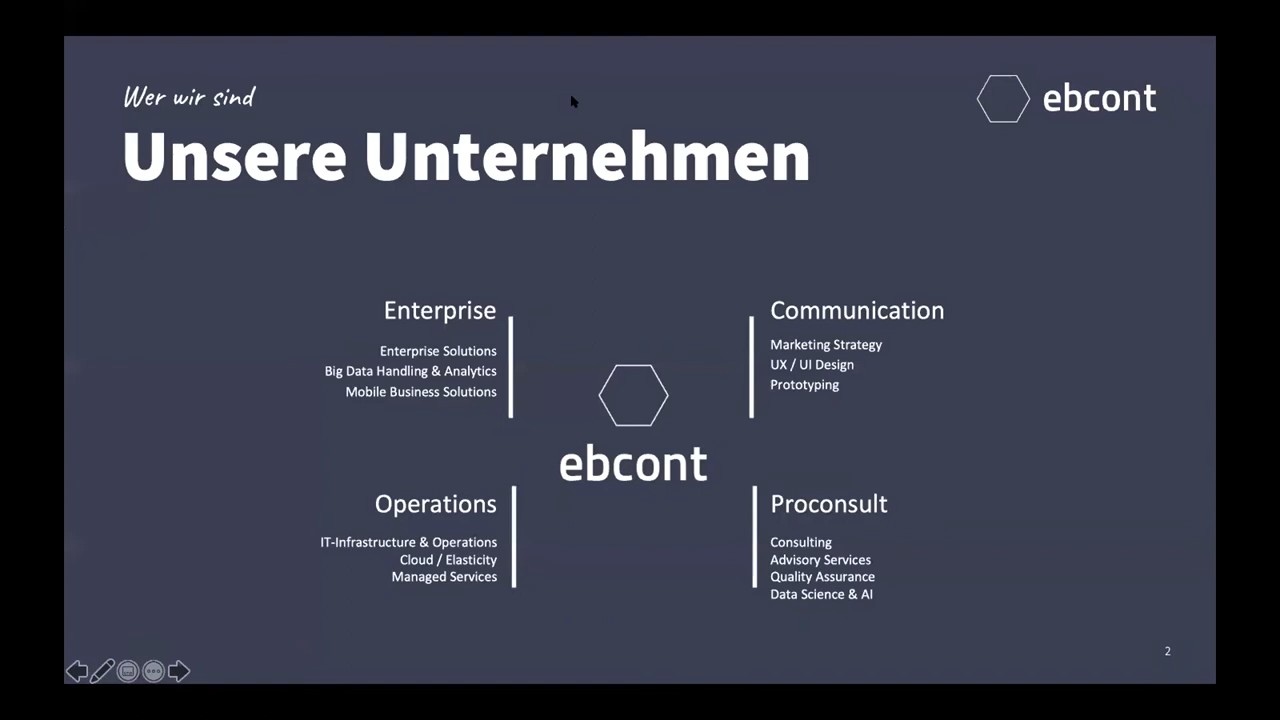 Wer wir sind
ebcont
Unsere Unternehmen
Enterprise
Enterprise Solutions
Big Data Handling & Analytics
Mobile Business Solutions
Communication
Marketing Strategy
UX / UI Design
Prototyping
ebcont
Operations
IT-Infrastructure & Operations
Cloud / Elasticity
Managed Services
Proconsult
Consulting
Advisory Services
Quality Assurance
Data Science & AI
2